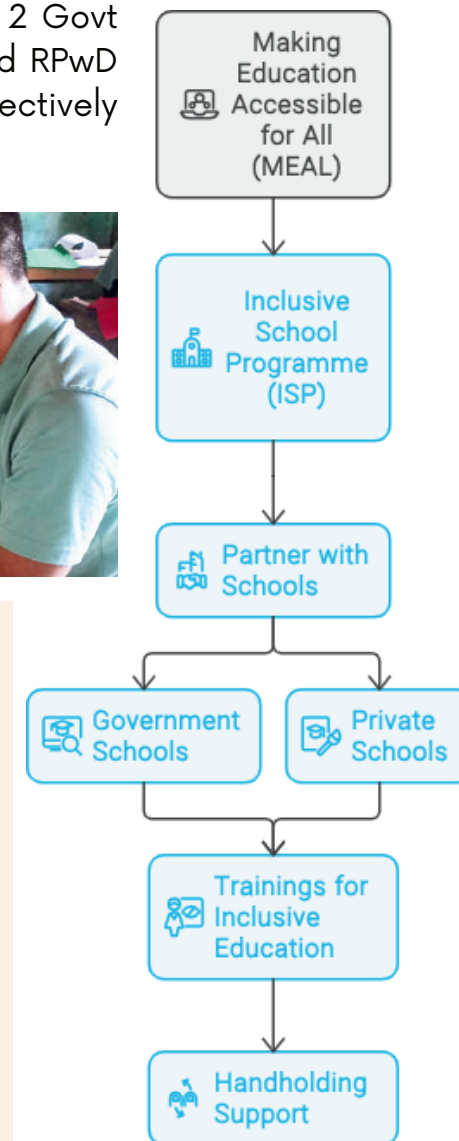 2 Govt
d RPwD
ectively
Making
Education
Accessible
for All
(MEAL)
Inclusive
School
Programme
(ISP)
Partner with
Schools
Government
Schools
Private
Schools
Trainings for
Inclusive
Education
Handholding
Support